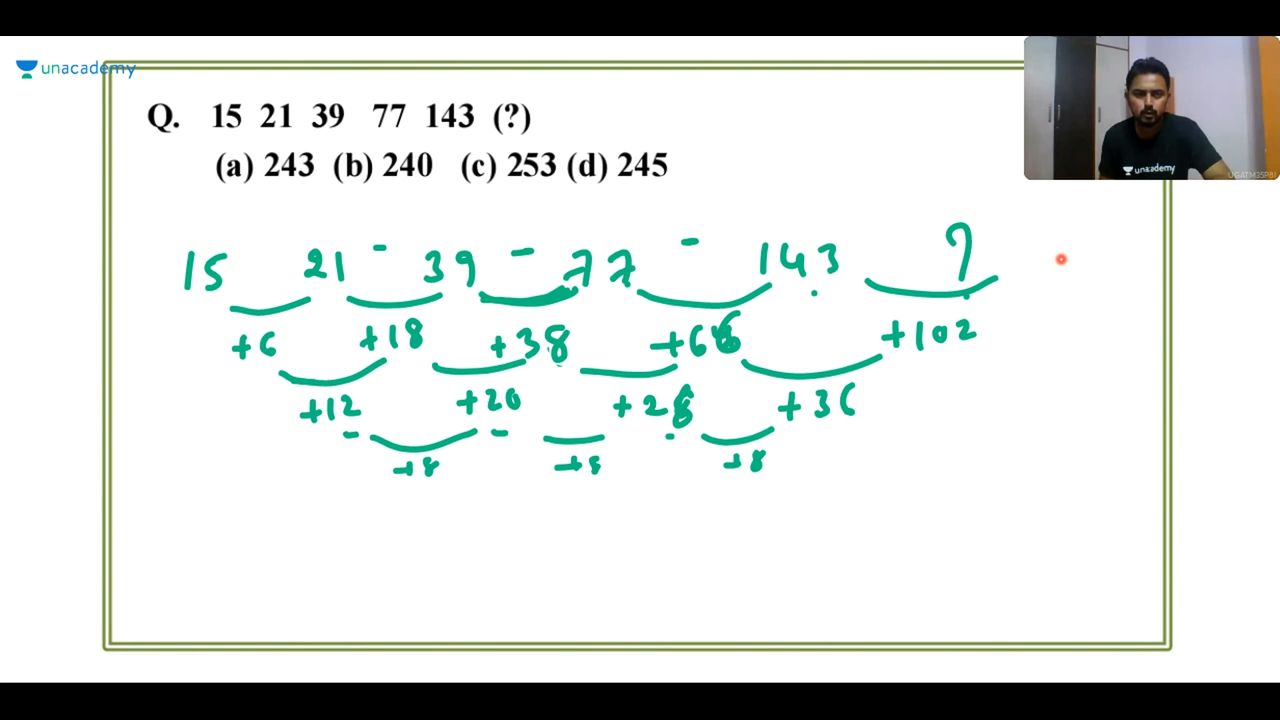 unacademy
Q. 15 21 39 77 143 (?)
(a) 243 (b) 240 (c) 253 (d) 245
unacademy
15 21 39 77 143 ?
+6 +18 +38 +66 +102
+12 +20 +28 +36
+8 +8 +8